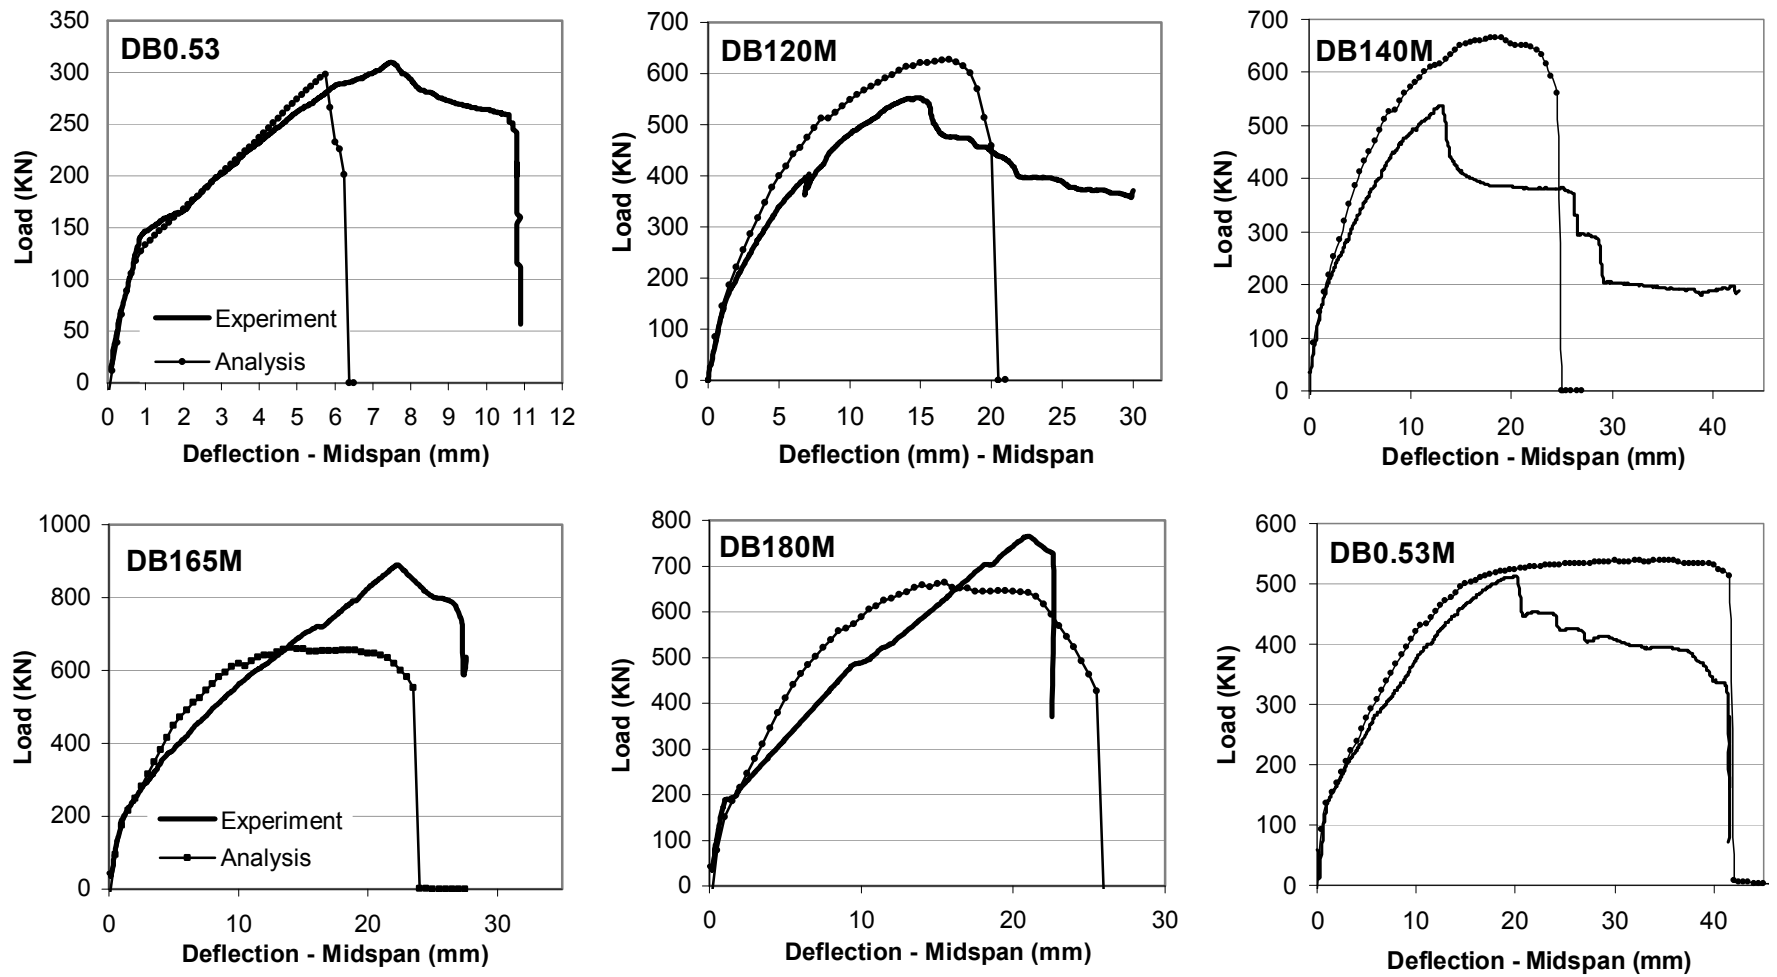 DB0.53
350
300
250
200
150
100
50
0
Load (KN)
Experiment
Analysis
0 1 2 3 4 5 6 7 8 9 10 11 12
Deflection - Midspan (mm)
DB120M
700
600
500
400
300
200
100
0
Load (KN)
0 5 10 15 20 25 30
Deflection (mm) - Midspan
DB140M
700
600
500
400
300
200
100
0
Load (KN)
0 10 20 30 40
Deflection - Midspan (mm)
DB165M
1000
800
600
400
200
0
Load (KN)
Experiment
Analysis
0 10 20 30
Deflection - Midspan (mm)
DB180M
800
700
600
500
400
300
200
100
0
Load (KN)
0 10 20 30
Deflection - Midspan (mm)
DB0.53M
600
500
400
300
200
100
0
Load (KN)
0 10 20 30 40
Deflection - Midspan (mm)